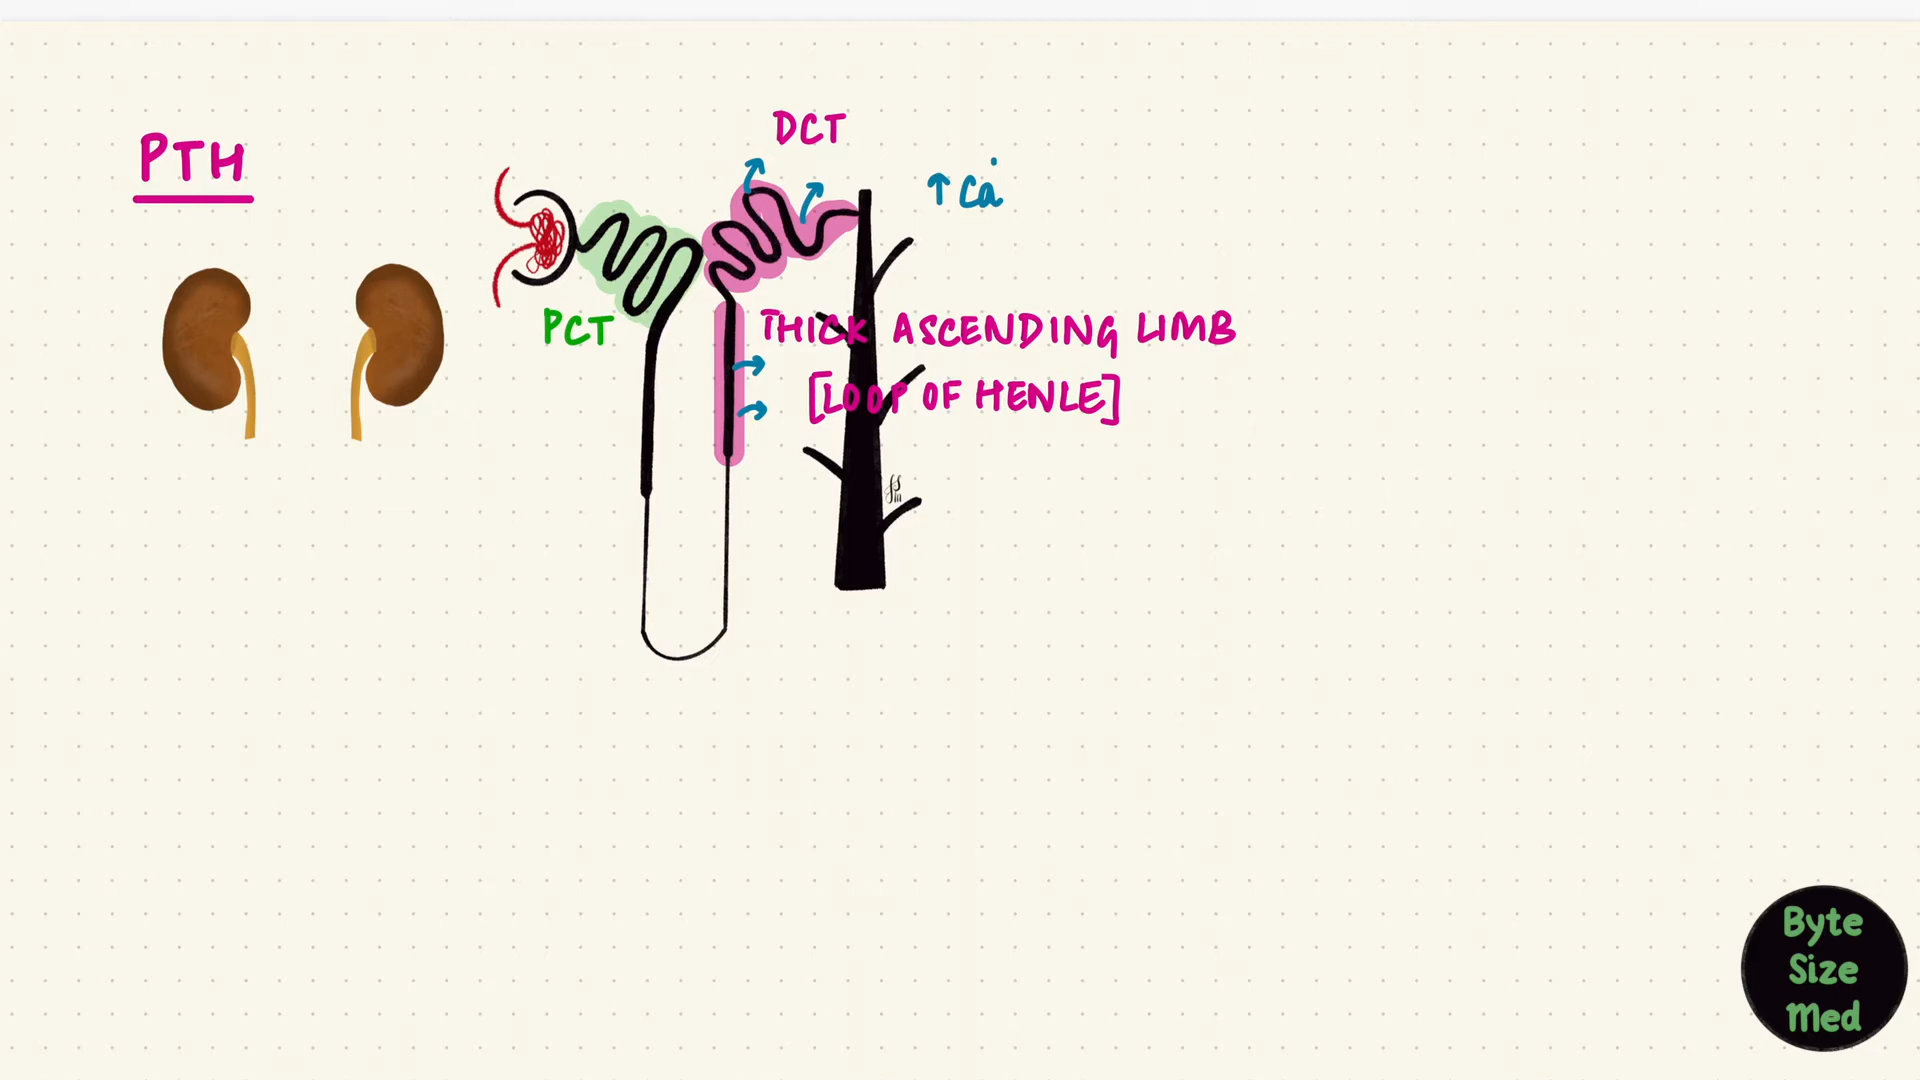 PTH
DCT
↑ Ca
PCT
THICK ASCENDING LIMB
[LOOP OF HENLE]
Byte
Size
Med